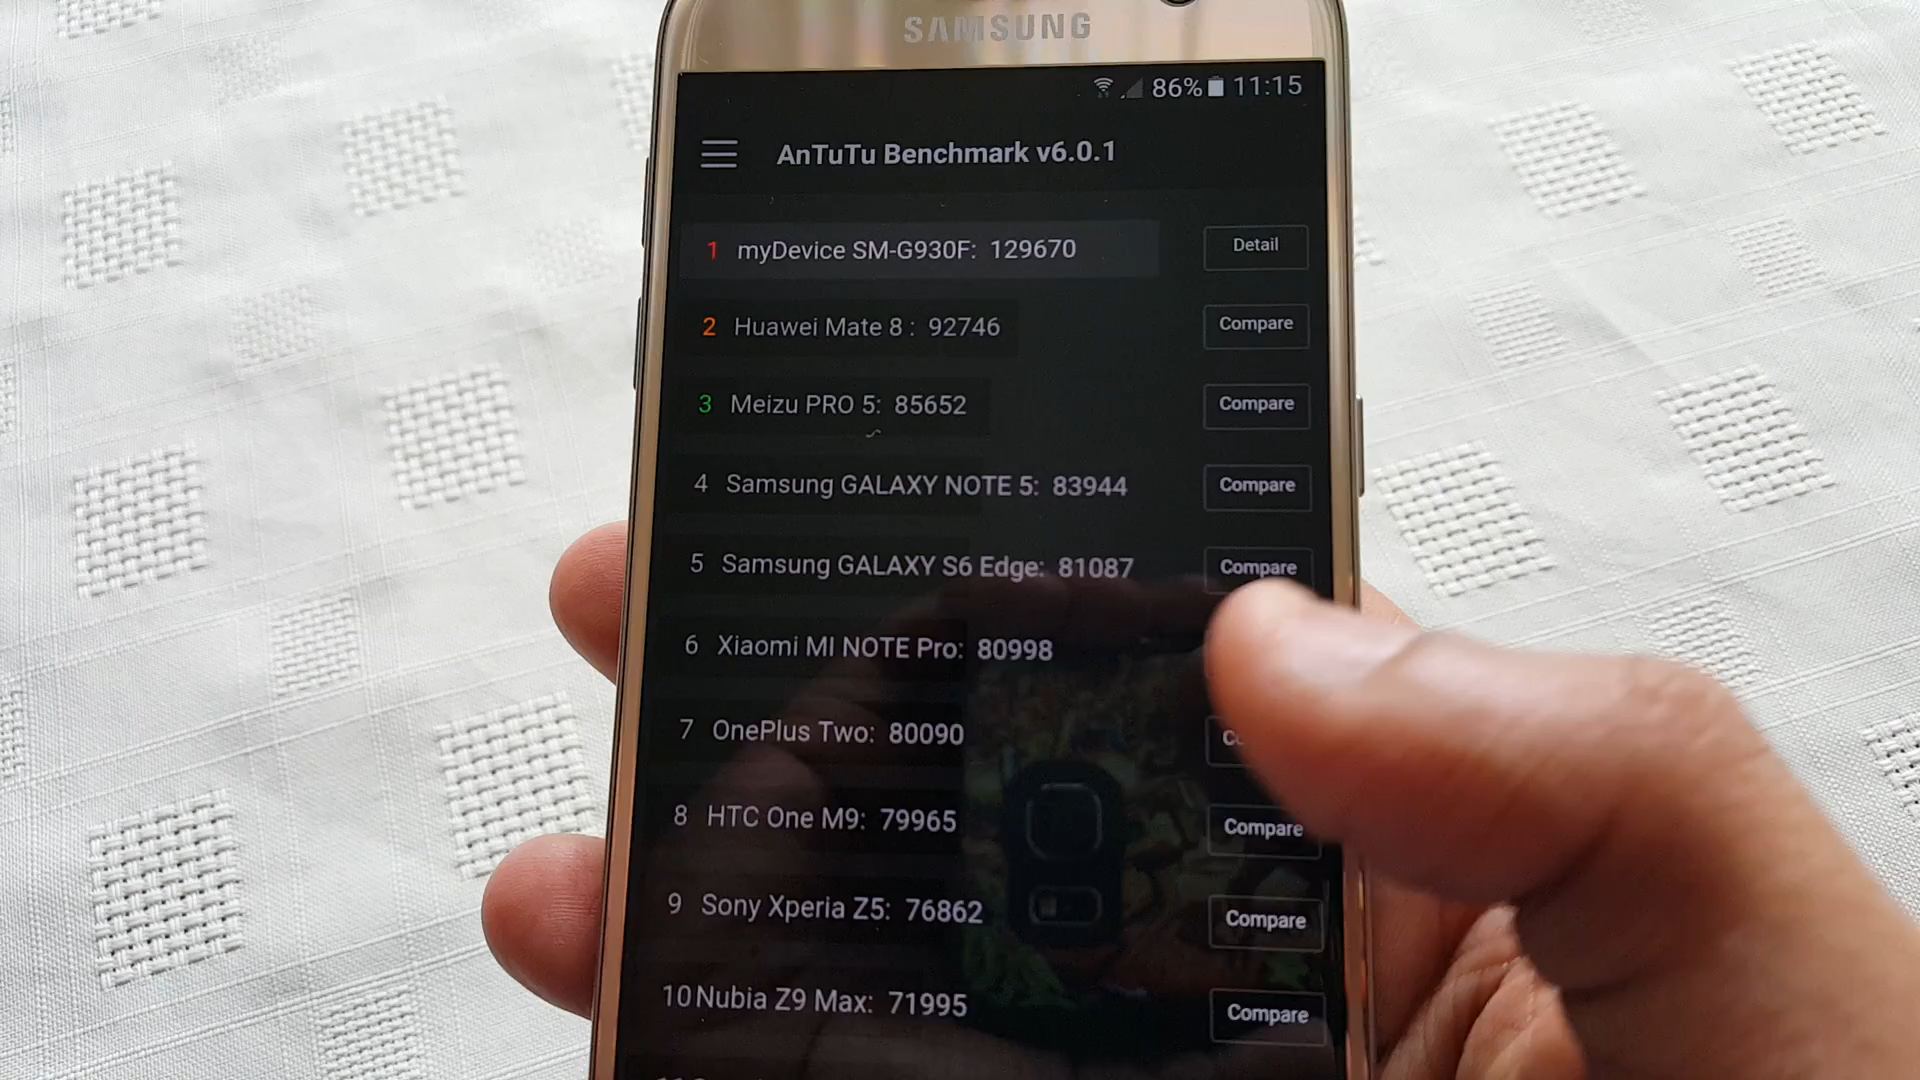 SAMSUNG
86% 11:15
AnTuTu Benchmark v6.0.1
1 myDevice SM-G930F: 129670 Detail
2 Huawei Mate 8 : 92746 Compare
3 Meizu PRO 5: 85652 Compare
4 Samsung GALAXY NOTE 5: 83944 Compare
5 Samsung GALAXY S6 Edge: 81087 Compare
6 Xiaomi MI NOTE Pro: 80998
7 OnePlus Two: 80090
8 HTC One M9: 79965 Compare
9 Sony Xperia Z5: 76862 Compare
10 Nubia Z9 Max: 71995 Compare